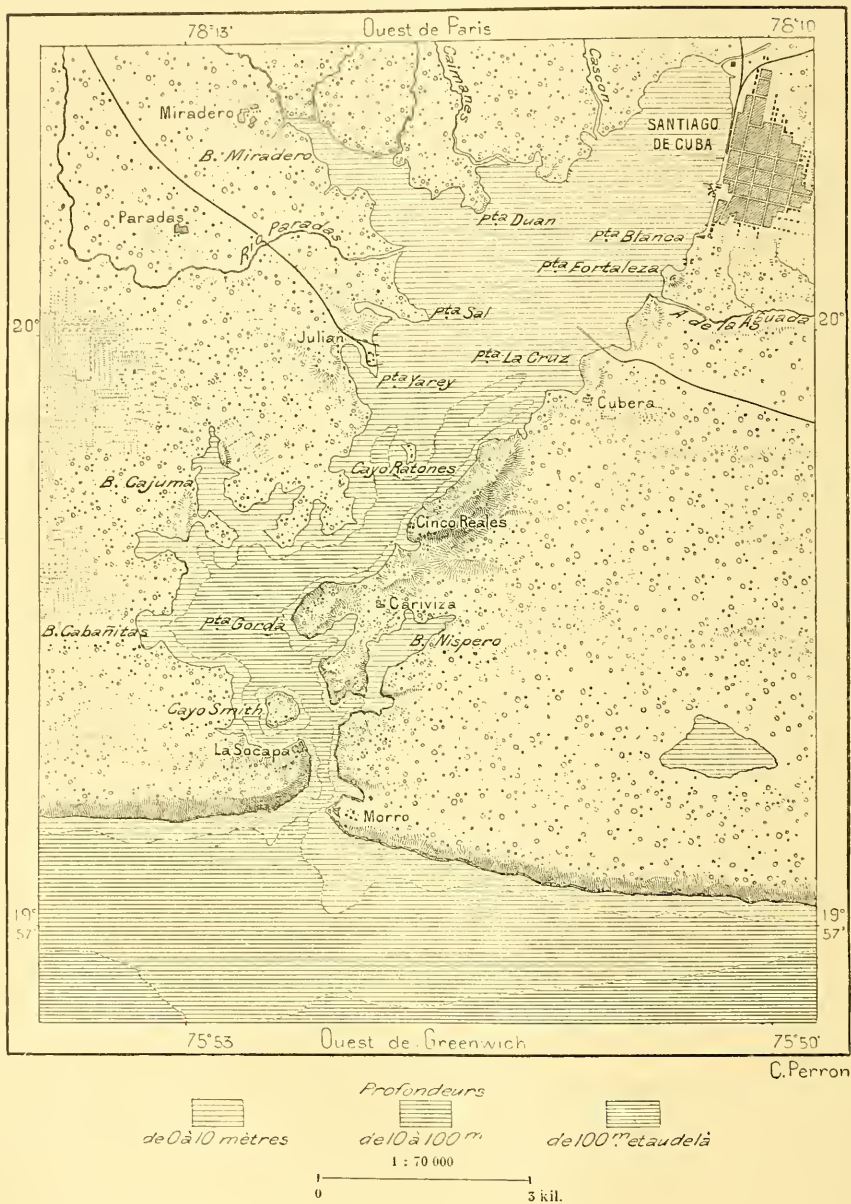 78°13' Ouest de Paris 78°10
Caimanes
Cascon
Miradero
SANTIAGO
DE CUBA
B. Miradero
Paradas
Rio Paradas
pta Duan
pta Blanca
pta Fortaleza
20° 20°
pta Sal
A de la Aguada
Julian
pta La Cruz
pta Yarey
Cubera
Cayo Ratones
B. Cajuma
Cinco Reales
Cariviza
pta Gorda
B. Cabañitas
B. Nispero
Cayo Smith
La Socapa
Morro
19° 19°
57' 57'
75°53 Ouest de Greenwich 75°50'
C. Perron
Profondeurs
de 0 à 10 mètres de 10 à 100 m. de 100 m. et au delà
1 : 70 000
0 3 kil.